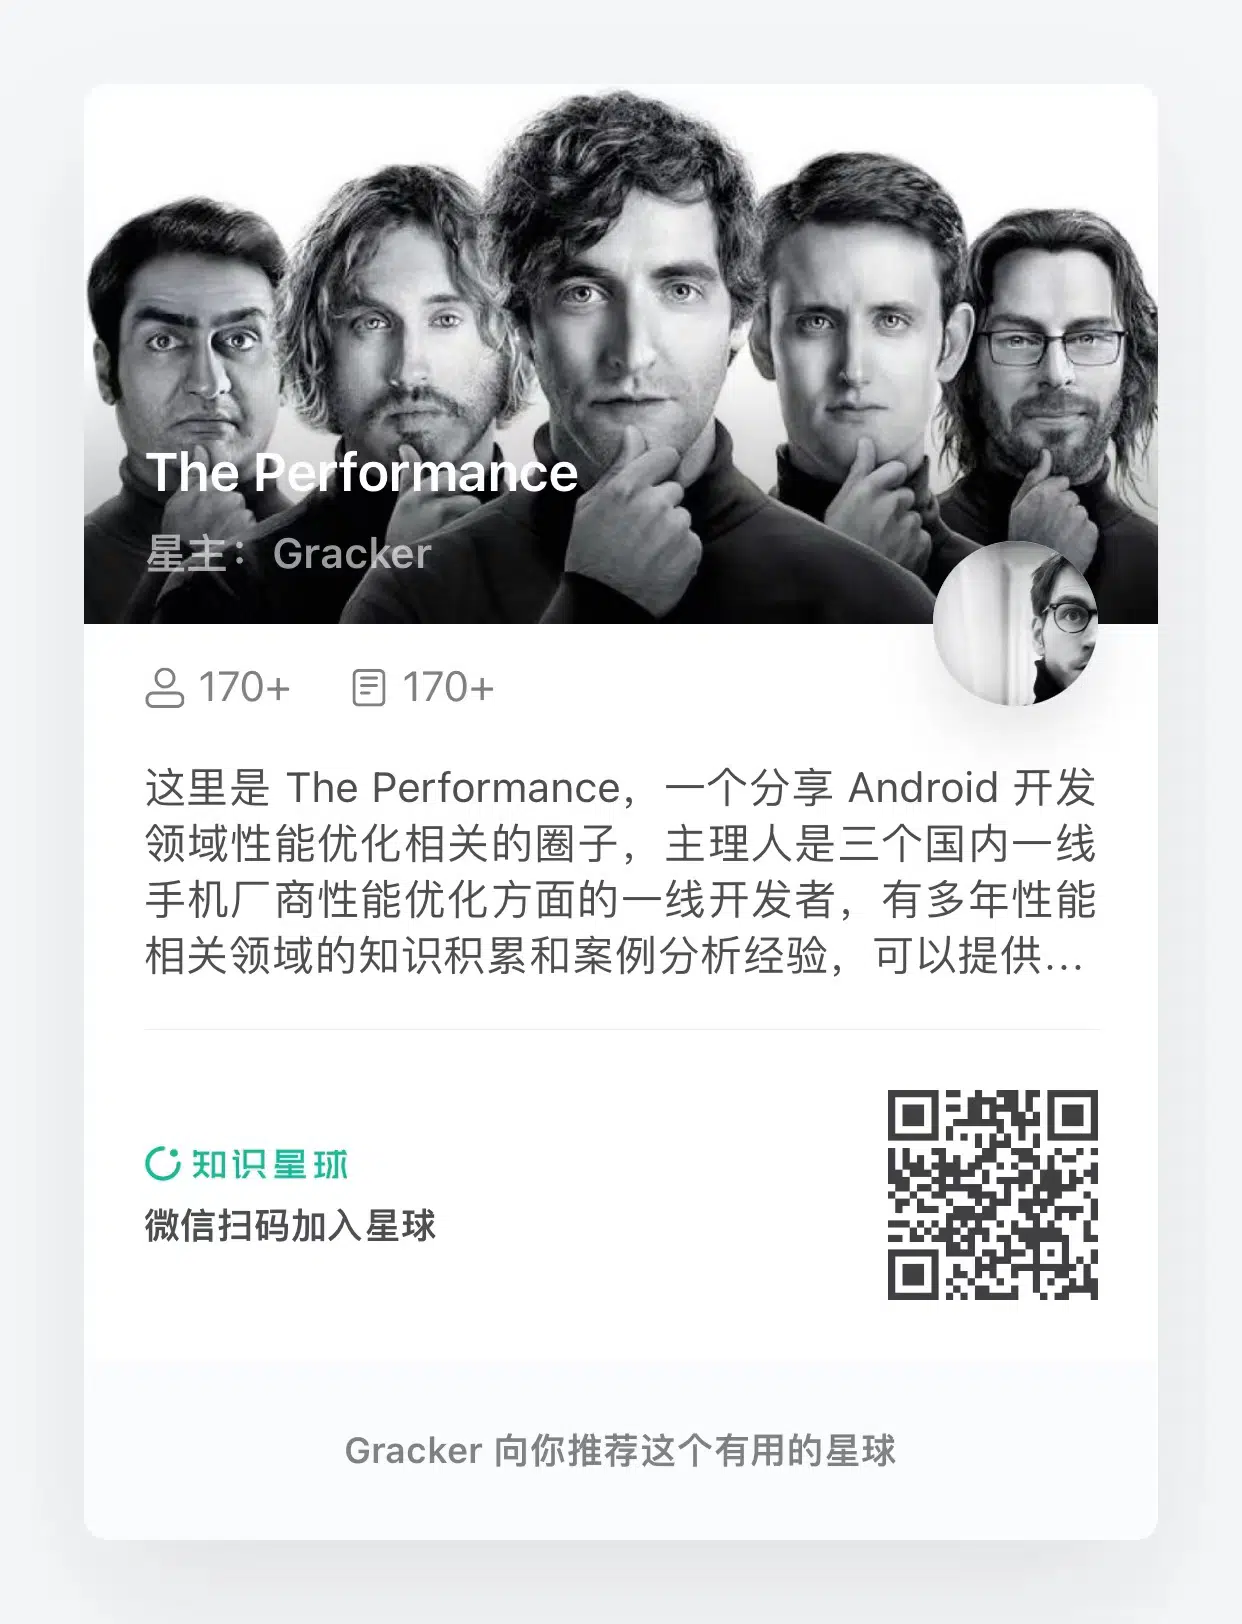 The Performance
星主：Gracker
170+ 170+
这里是 The Performance，一个分享 Android 开发
领域性能优化相关的圈子，主理人是三个国内一线
手机厂商性能优化方面的一线开发者，有多年性能
相关领域的知识积累和案例分析经验，可以提供...
知识星球
微信扫码加入星球
Gracker 向你推荐这个有用的星球